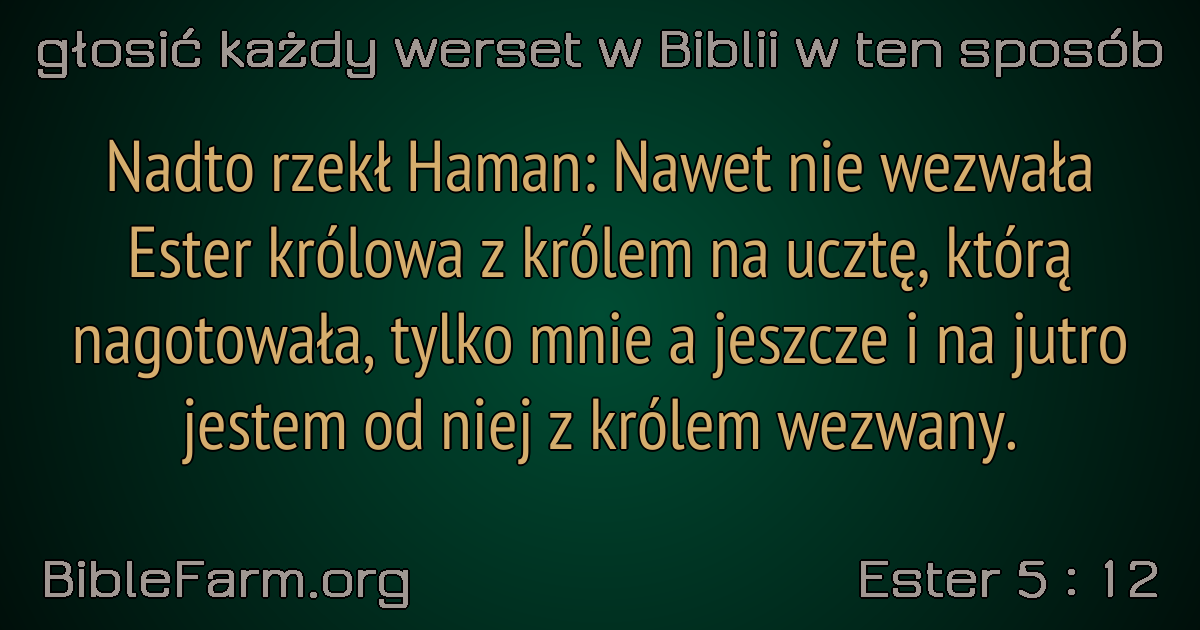 głosić każdy werset w Biblii w ten sposób
Nadto rzekł Haman: Nawet nie wezwała
Ester królowa z królem na ucztę, którą
nagotowała, tylko mnie a jeszcze i na jutro
jestem od niej z królem wezwany.
BibleFarm.org
Ester 5 : 12